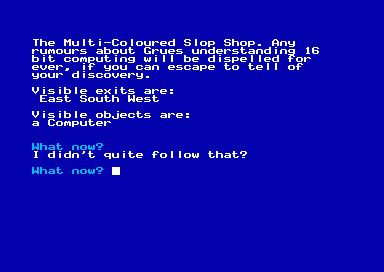 The Multi-Coloured Slop Shop. Any
rumours about Grues understanding 16
bit computing will be dispelled for
ever, if you can escape to tell of
your discovery.
Visible exits are:
East South West
Visible objects are:
a Computer
What now?
I didn't quite follow that?
What now?